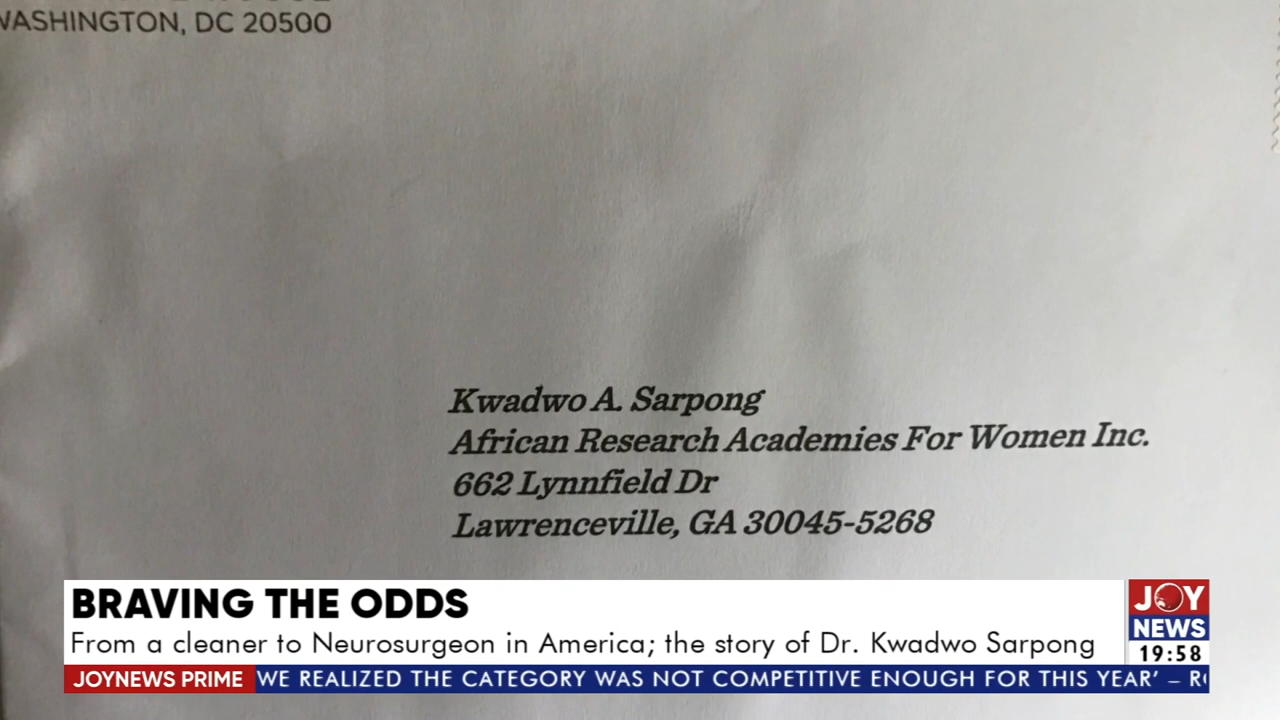 WASHINGTON, DC 20500
Kwadwo A. Sarpong
African Research Academies For Women Inc.
662 Lynnfield Dr
Lawrenceville, GA 30045-5268
BRAVING THE ODDS
From a cleaner to Neurosurgeon in America; the story of Dr. Kwadwo Sarpong
JOY
NEWS
19:58
JOYNEWS PRIME WE REALIZED THE CATEGORY WAS NOT COMPETITIVE ENOUGH FOR THIS YEAR' –